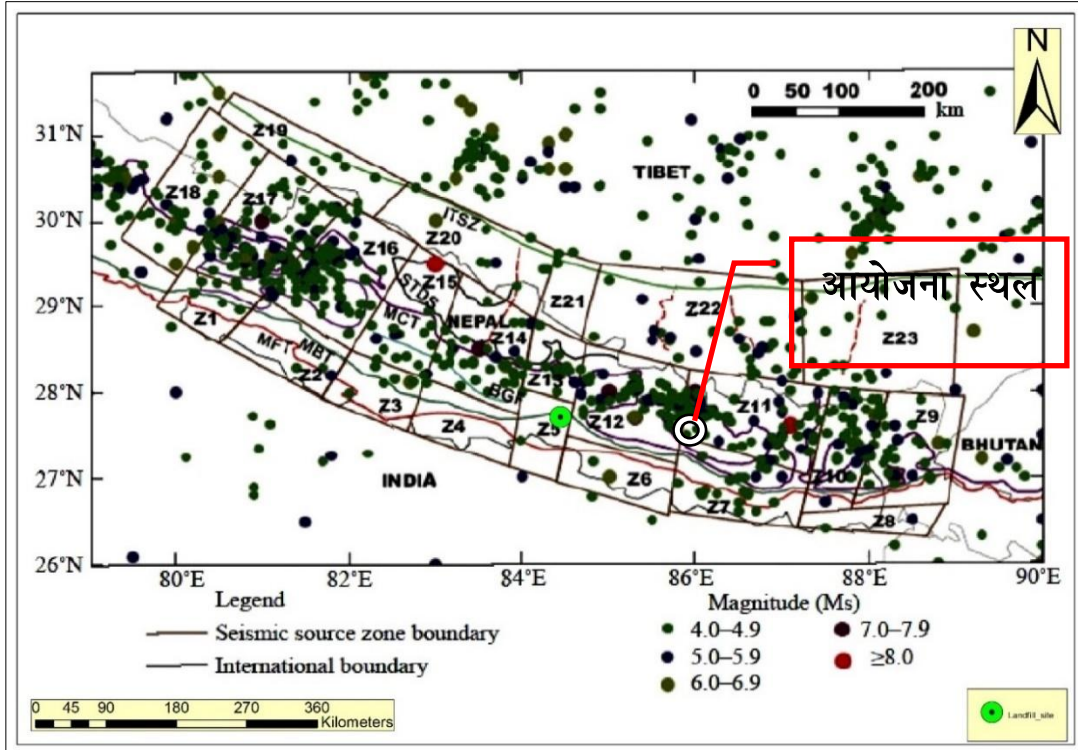 N
0 50 100 200
km
31°N
30°N
29°N
28°N
27°N
26°N
Z19
TIBET
Z18
Z17
ITSZ
Z16
Z20
Z15
STDS
आयोजना स्थल
Z21
Z22
Z23
Z1
MCT
NEPAL
Z14
MFT
MBT
Z2
Z13
BGF
Z11
Z3
Z12
Z9
Z4
Z5
BHUTAN
INDIA
Z6
Z10
Z7
Z8
80°E 82°E 84°E 86°E 88°E 90°E
Legend
Seismic source zone boundary
International boundary
Magnitude (Ms)
4.0–4.9
5.0–5.9
6.0–6.9
7.0–7.9
≥8.0
0 45 90 180 270 360
Kilometers
Landfill_site